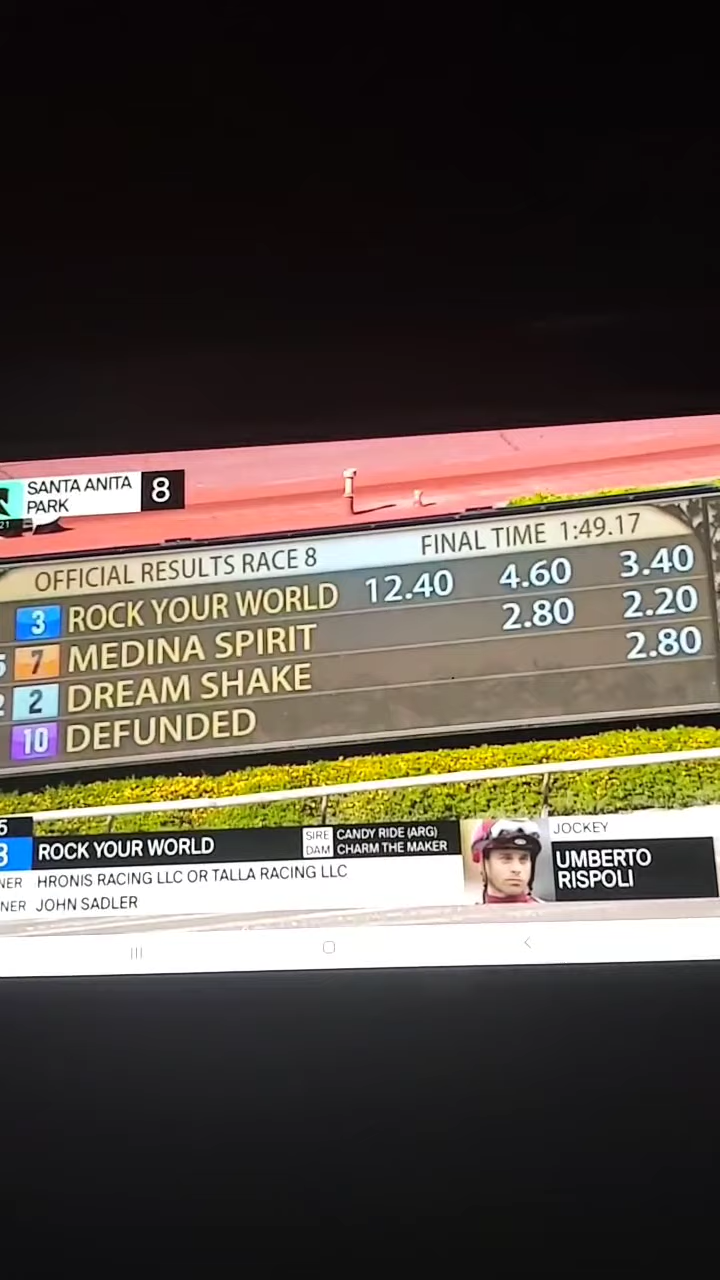 SANTA ANITA
PARK
8
21
OFFICIAL RESULTS RACE 8 FINAL TIME 1:49.17
3 ROCK YOUR WORLD 12.40 4.60 3.40
7 MEDINA SPIRIT 2.80 2.20
2 DREAM SHAKE 2.80
10 DEFUNDED
3 ROCK YOUR WORLD
SIRE CANDY RIDE (ARG)
DAM CHARM THE MAKER
NER HRONIS RACING LLC OR TALLA RACING LLC
NER JOHN SADLER
JOCKEY
UMBERTO
RISPOLI